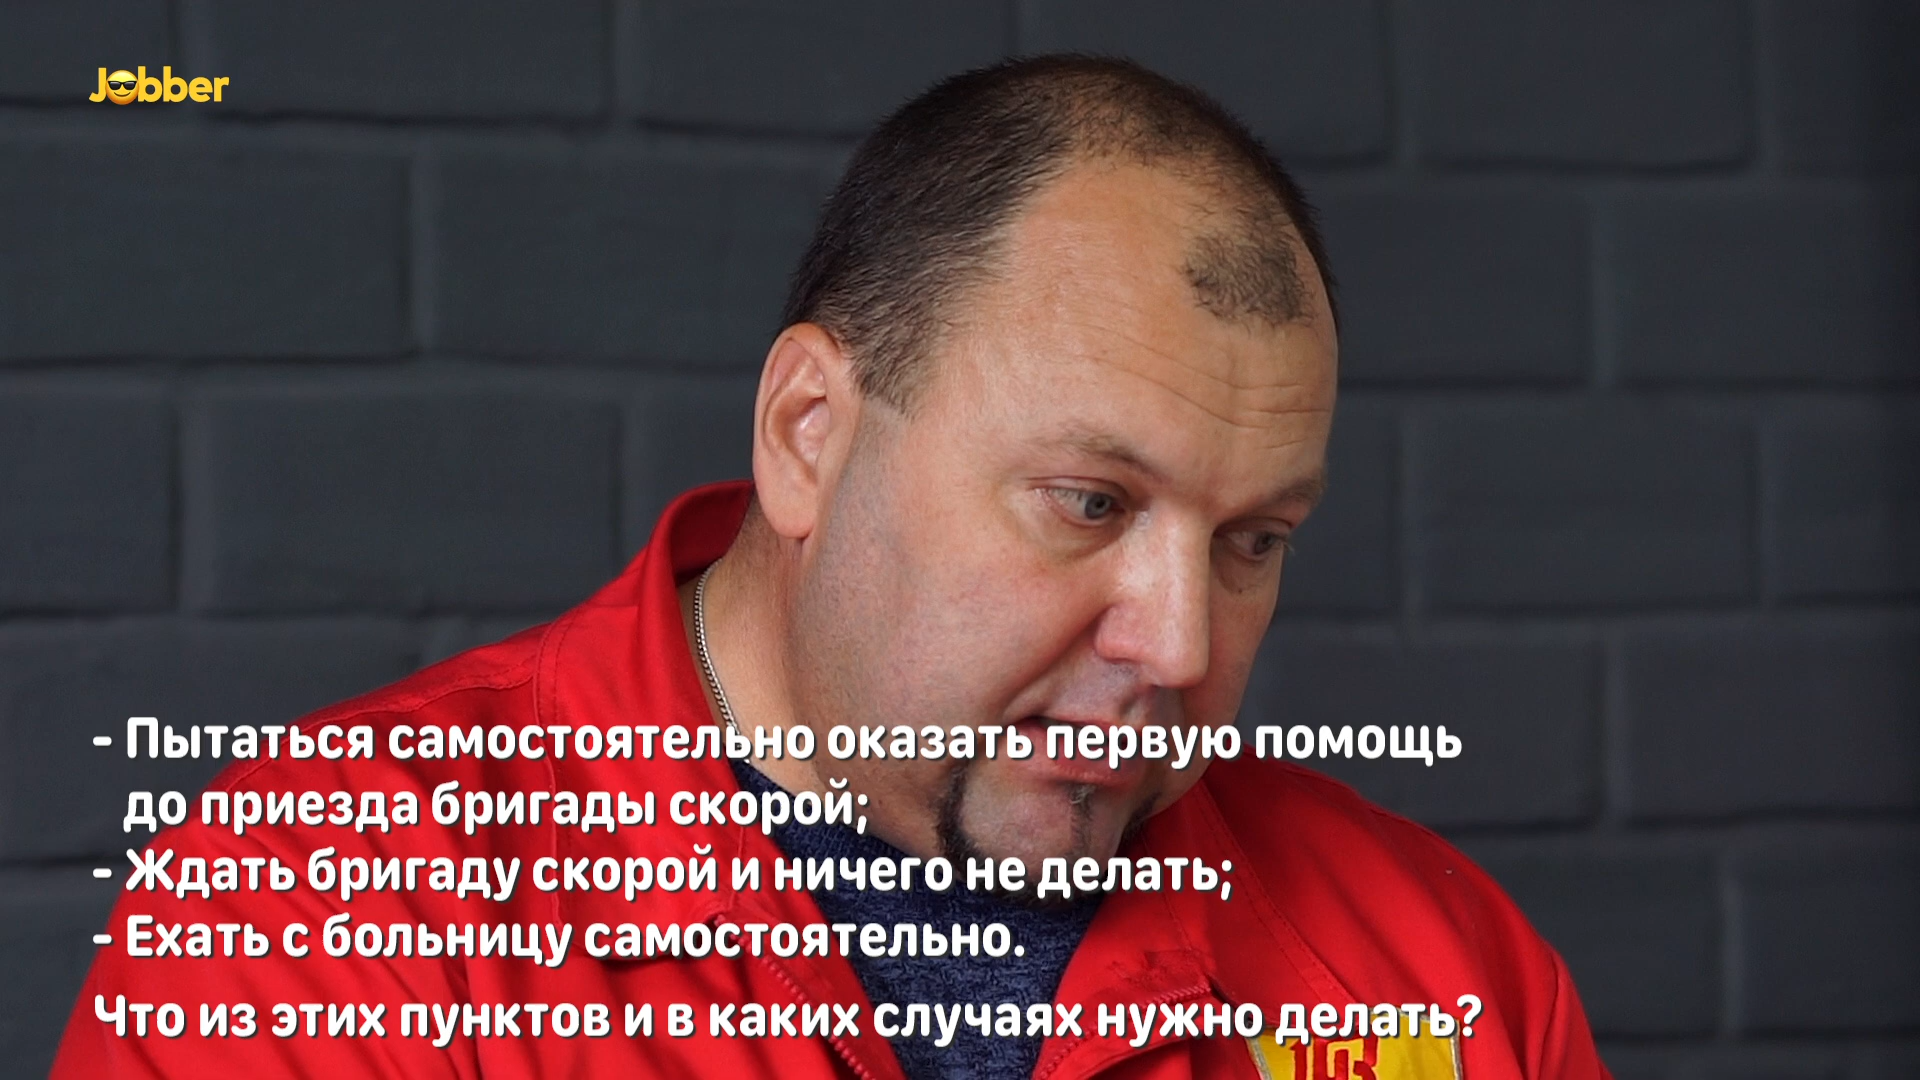 Jobber
- Пытаться самостоятельно оказать первую помощь
до приезда бригады скорой;
- Ждать бригаду скорой и ничего не делать;
- Ехать с больницу самостоятельно.
Что из этих пунктов и в каких случаях нужно делать?
103